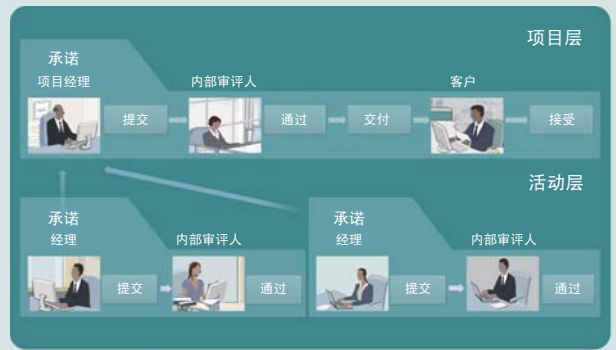 项目层
承诺
项目经理 内部审评人 客户
提交 通过 交付 接受
活动层
承诺 承诺
经理 内部审评人 经理 内部审评人
提交 通过 提交 通过